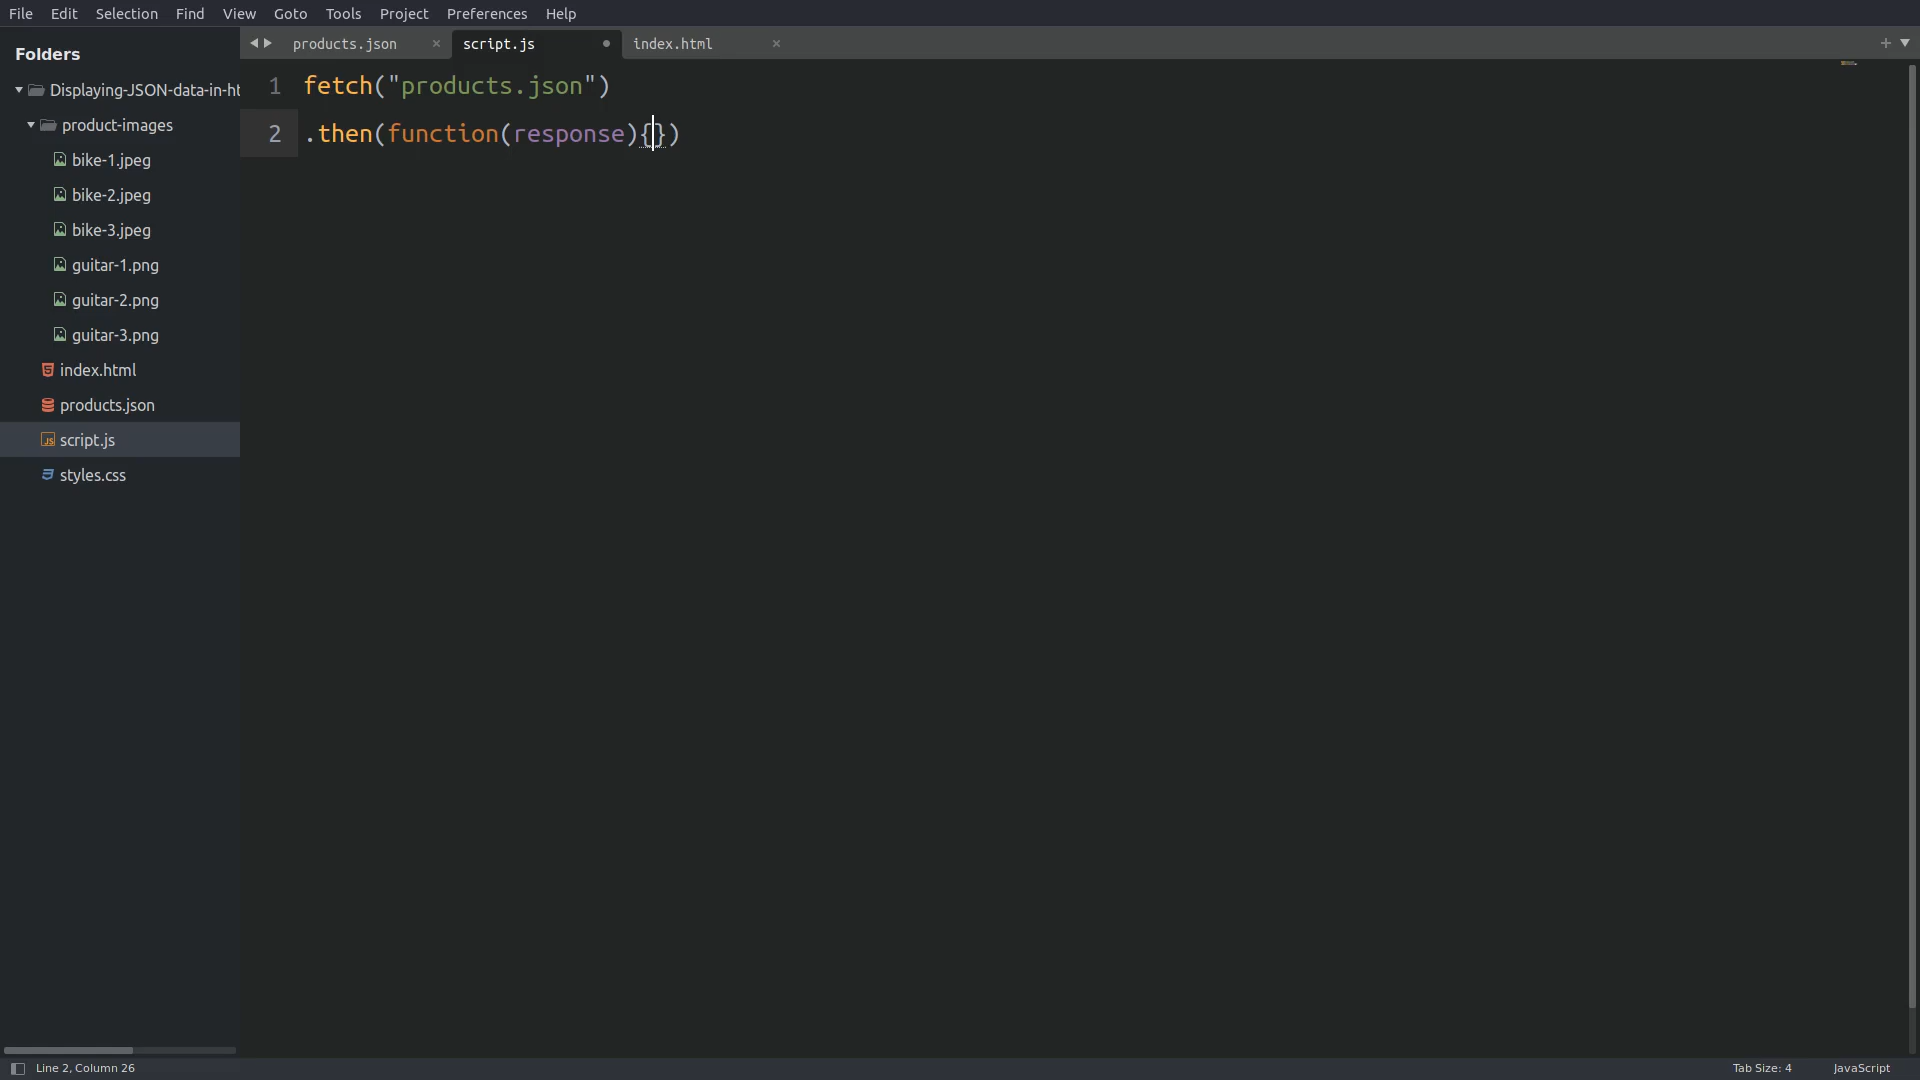 File Edit Selection Find View Goto Tools Project Preferences Help
Folders
Displaying-JSON-data-in-ht
product-images
bike-1.jpeg
bike-2.jpeg
bike-3.jpeg
guitar-1.png
guitar-2.png
guitar-3.png
index.html
products.json
script.js
styles.css
products.json script.js index.html
1 fetch("products.json")
2 .then(function(response){})
Line 2, Column 26
Tab Size: 4 JavaScript